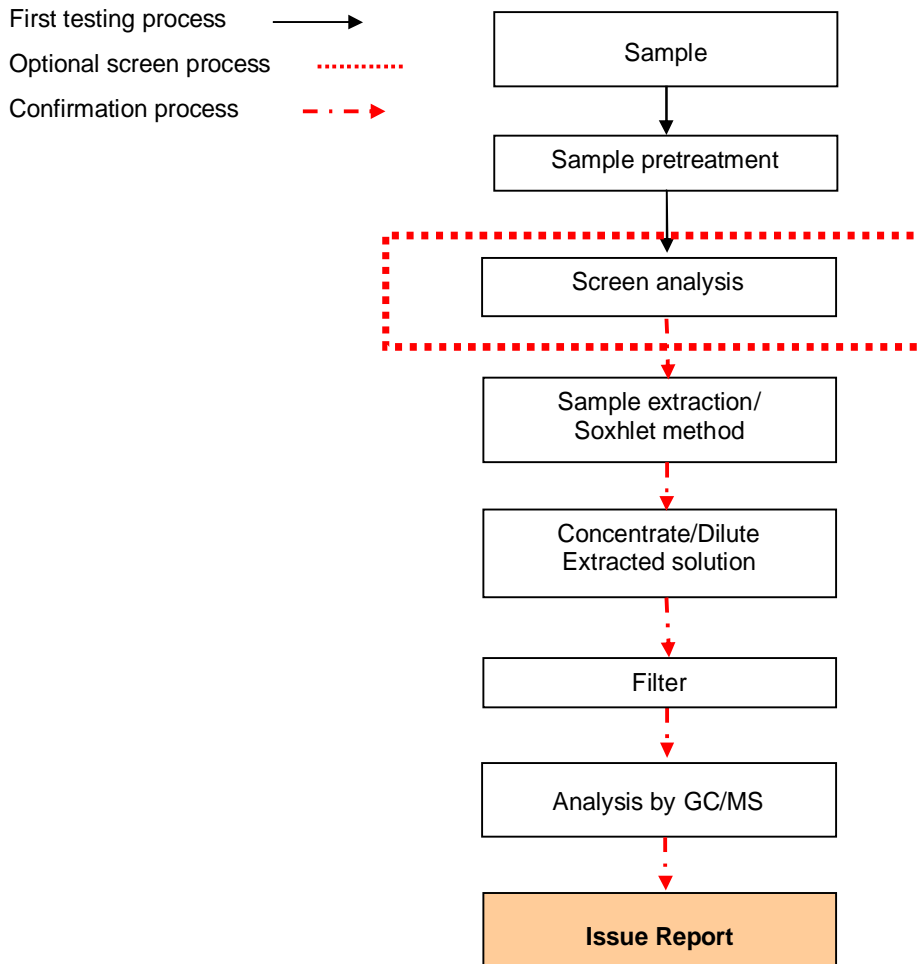 First testing process
Optional screen process
Confirmation process
Sample
Sample pretreatment
Screen analysis
Sample extraction/
Soxhlet method
Concentrate/Dilute
Extracted solution
Filter
Analysis by GC/MS
Issue Report